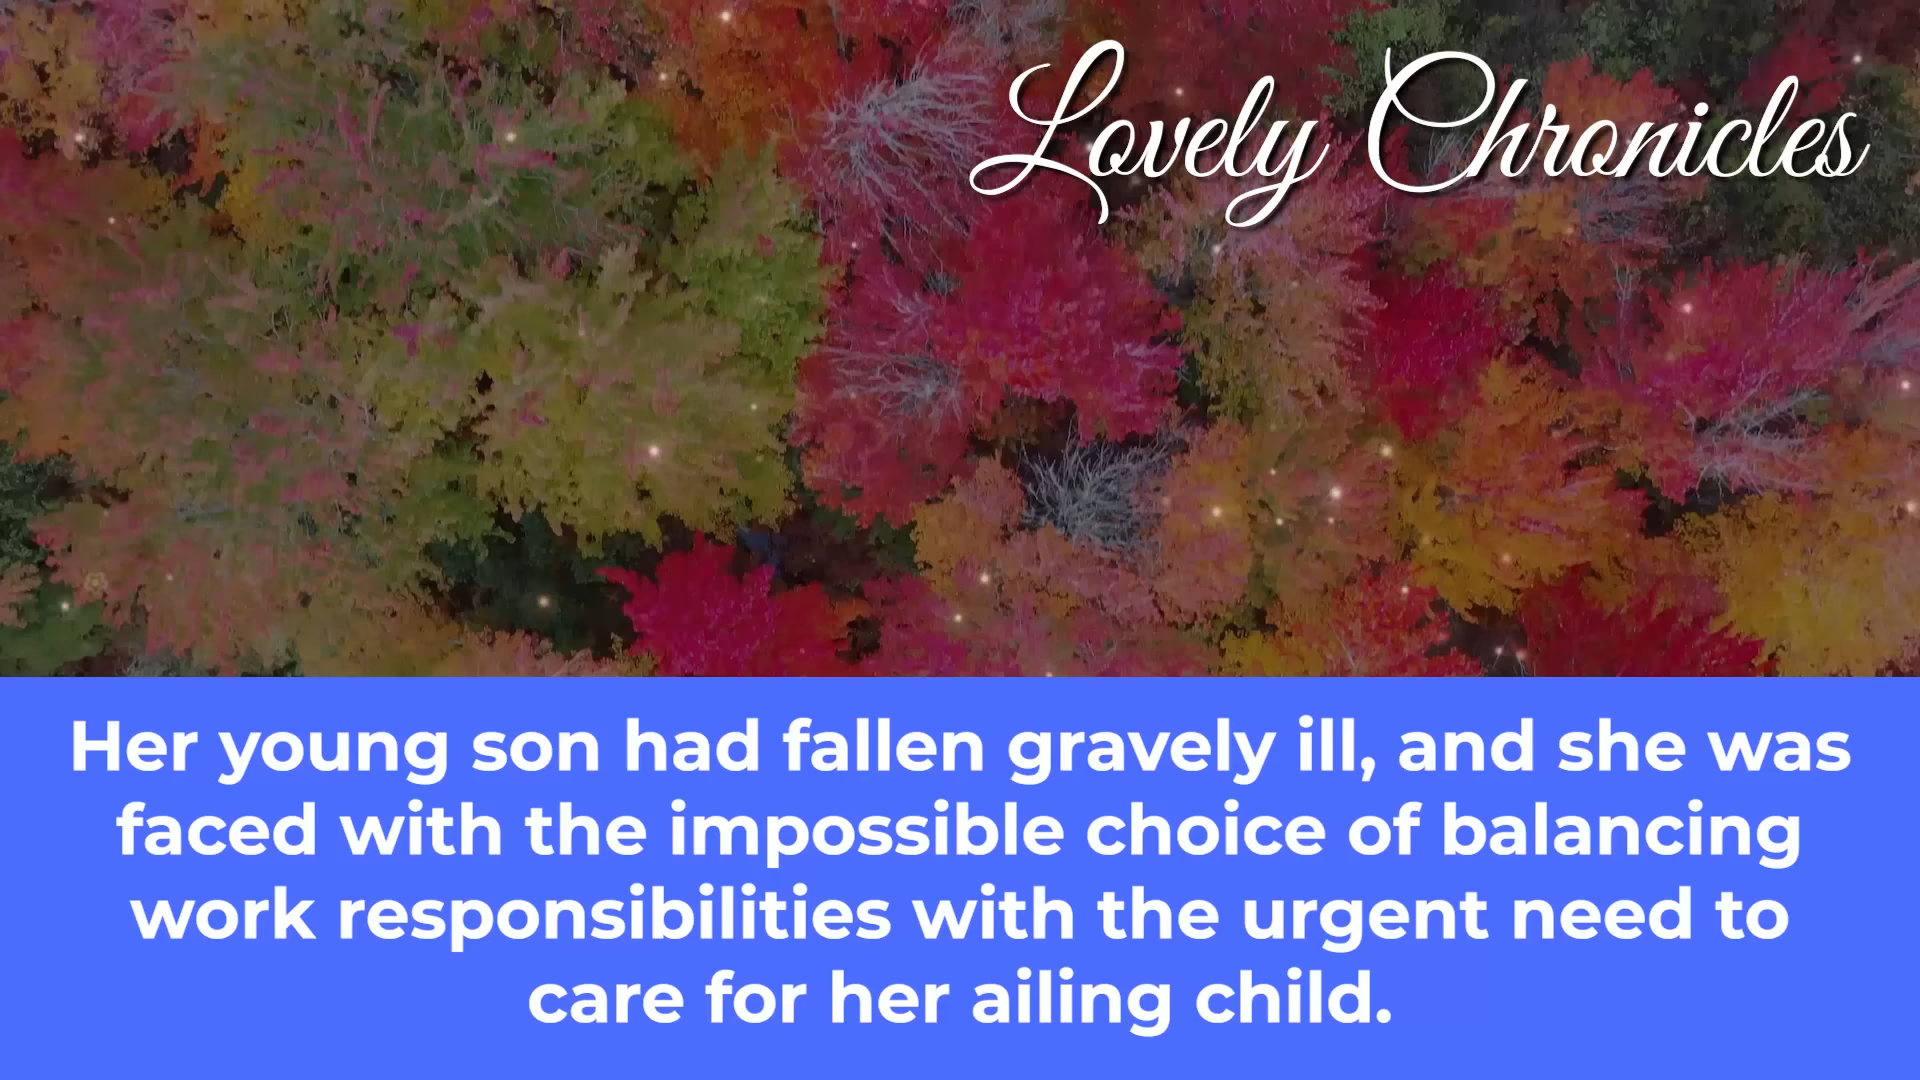 Lovely Chronicles
Her young son had fallen gravely ill, and she was
faced with the impossible choice of balancing
work responsibilities with the urgent need to
care for her ailing child.